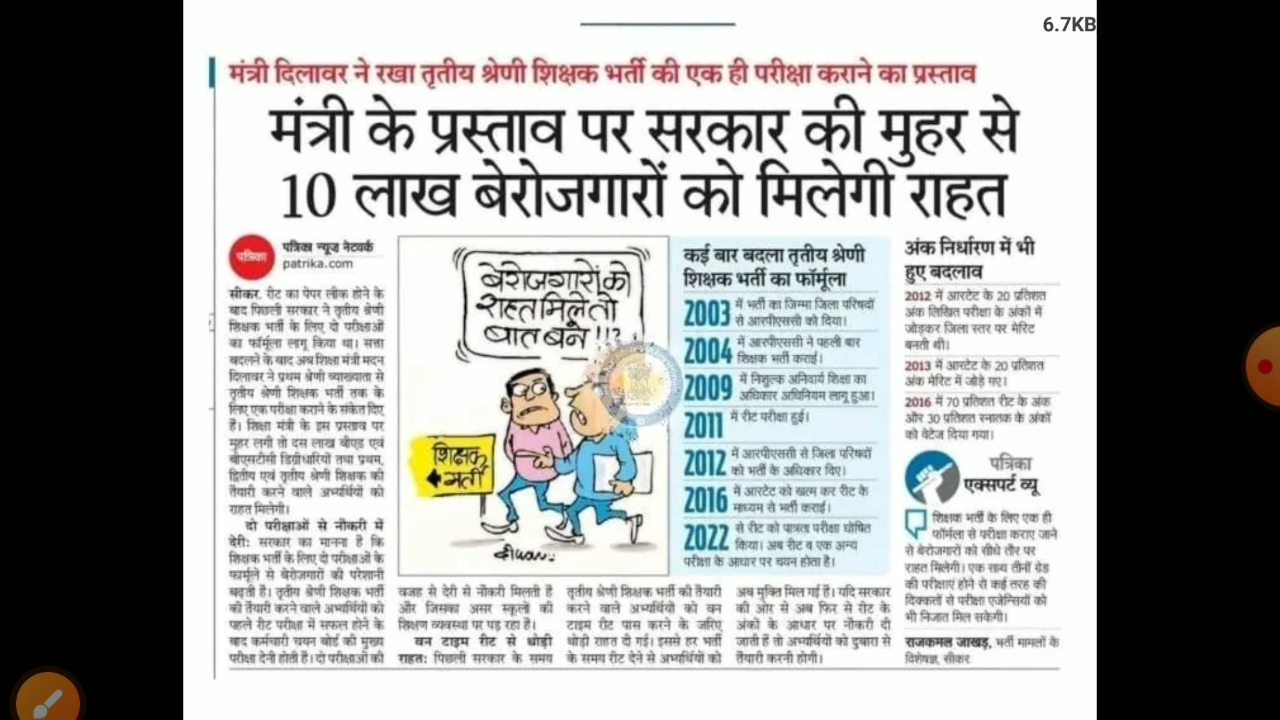 6.7KB
मंत्री दिलावर ने रखा तृतीय श्रेणी शिक्षक भर्ती की एक ही परीक्षा कराने का प्रस्ताव
मंत्री के प्रस्ताव पर सरकार की मुहर से
10 लाख बेरोजगारों को मिलेगी राहत
पत्रिका
पत्रिका न्यूज नेटवर्क
patrika.com
सीकर. रीट का पेपर लीक होने के
बाद पिछली सरकार ने तृतीय श्रेणी
शिक्षक भर्ती के लिए दो परीक्षाओं
का फॉर्मूला लागू किया था। सत्ता
बदलने के बाद अब शिक्षा मंत्री मदन
दिलावर ने प्रथम श्रेणी व्याख्याता से
तृतीय श्रेणी शिक्षक भर्ती तक के
लिए एक परीक्षा कराने के संकेत दिए
हैं। शिक्षा मंत्री के इस प्रस्ताव पर
मुहर लगी तो दस लाख बीएड एवं
बीएसटीसी डिग्रीधारियों तथा प्रथम,
द्वितीय एवं तृतीय श्रेणी शिक्षक की
तैयारी करने वाले अभ्यर्थियों को
राहत मिलेगी।
दो परीक्षाओं से नौकरी में
देरी: सरकार का मानना है कि
शिक्षक भर्ती के लिए दो परीक्षाओं के
फार्मूले से बेरोजगारों की परेशानी
बढ़ती है। तृतीय श्रेणी शिक्षक भर्ती
की तैयारी करने वाले अभ्यर्थियों को
पहले रीट परीक्षा में सफल होने के
बाद कर्मचारी चयन बोर्ड की मुख्य
परीक्षा देनी होती है। दो परीक्षाओं की
बेरोजगारों को
राहत मिले तो
बात बने !!?
शिक्षक
भर्ती
वजह से देरी से नौकरी मिलती है
और जिसका असर स्कूलों की
शिक्षण व्यवस्था पर पड़ रहा है।
वन टाइम रीट से थोड़ी
राहत: पिछली सरकार के समय
तृतीय श्रेणी शिक्षक भर्ती की तैयारी
करने वाले अभ्यर्थियों को वन
टाइम रीट पास करने के जरिए
थोड़ी राहत दी गई। इससे हर भर्ती
के समय रीट देने से अभ्यर्थियों को
अब मुक्ति मिल गई है। यदि सरकार
की ओर से अब फिर से रीट के
अंकों के आधार पर नौकरी दी
जाती है तो अभ्यर्थियों को दुबारा से
तैयारी करनी होगी।
कई बार बदला तृतीय श्रेणी
शिक्षक भर्ती का फॉर्मूला
2003 में भर्ती का जिम्मा जिला परिषदों
से आरपीएससी को दिया।
2004 में आरपीएससी ने पहली बार
शिक्षक भर्ती कराई।
2009 में निशुल्क अनिवार्य शिक्षा का
अधिकार अधिनियम लागू हुआ।
2011 में रीट परीक्षा हुई।
2012 में आरपीएससी से जिला परिषदों
को भर्ती के अधिकार दिए।
2016 में आरटेट को खत्म कर रीट के
माध्यम से भर्ती कराई।
2022 से रीट को पात्रता परीक्षा घोषित
किया। अब रीट व एक अन्य
परीक्षा के आधार पर चयन होता है।
अंक निर्धारण में भी
हुए बदलाव
2012 में आरटेट के 20 प्रतिशत
अंक लिखित परीक्षा के अंकों में
जोड़कर जिला स्तर पर मेरिट
बनती थी।
2013 में आरटेट के 20 प्रतिशत
अंक मेरिट में जोड़े गए।
2016 में 70 प्रतिशत रीट के अंक
और 30 प्रतिशत स्नातक के अंकों
को वेटेज दिया गया।
पत्रिका
एक्सपर्ट व्यू
शिक्षक भर्ती के लिए एक ही
फॉर्मूला से परीक्षा कराए जाने
से बेरोजगारों को सीधे तौर पर
राहत मिलेगी। एक साथ तीनों ग्रेड
की परीक्षाएं होने से कई तरह की
दिक्कतों से परीक्षा एजेन्सियों को
भी निजात मिल सकेगी।
राजकमल जाखड़, भर्ती मामलों के
विशेषज्ञ, सीकर